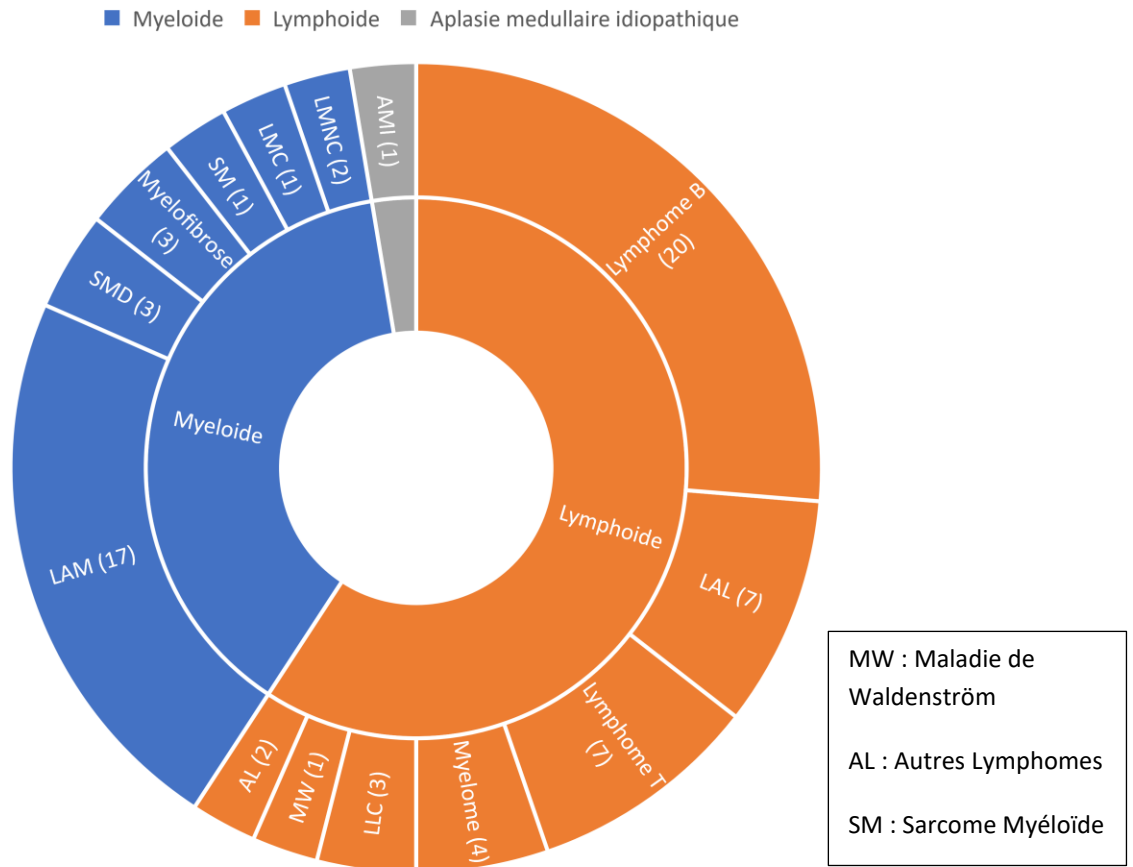 Myeloide Lymphoide Aplasie medullaire idiopathique
AMI (1)
Lymphome B
(20)
LAL (7)
Lymphome T
(7)
Myelome (4)
LLC (3)
MW (1)
AL (2)
LAM (17)
SMD (3)
Myelofibrose
(3)
SM (1)
LMC (1)
LMNC (2)
Myeloide
Lymphoide
MW : Maladie de
Waldenström
AL : Autres Lymphomes
SM : Sarcome Myéloïde